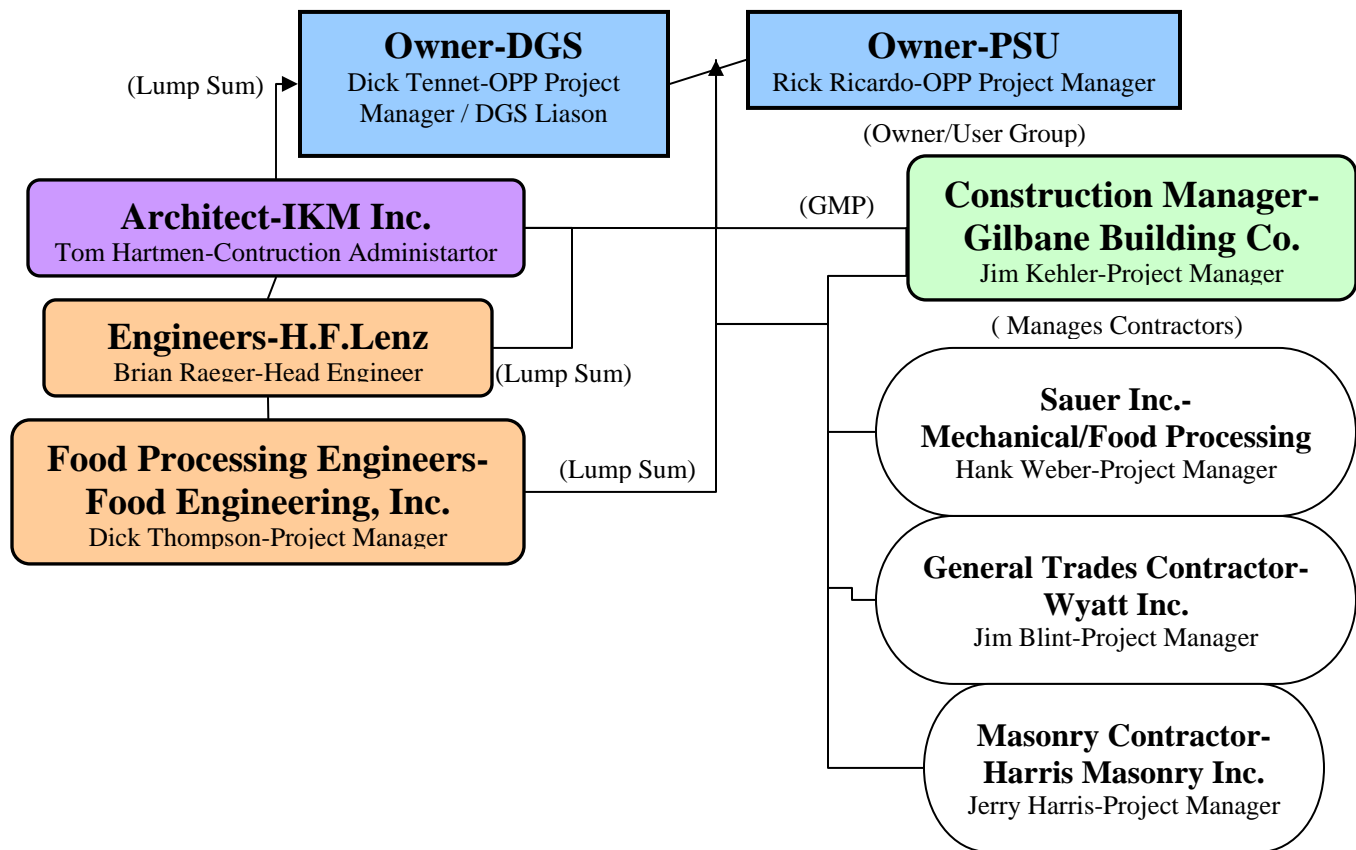 Owner-DGS
Dick Tennet-OPP Project
Manager / DGS Liason
Owner-PSU
Rick Ricardo-OPP Project Manager
(Lump Sum)
(Owner/User Group)
Architect-IKM Inc.
Tom Hartmen-Contruction Administartor
(GMP)
Construction Manager-
Gilbane Building Co.
Jim Kehler-Project Manager
Engineers-H.F.Lenz
Brian Raeger-Head Engineer
(Lump Sum)
( Manages Contractors)
Food Processing Engineers-
Food Engineering, Inc.
Dick Thompson-Project Manager
(Lump Sum)
Sauer Inc.-
Mechanical/Food Processing
Hank Weber-Project Manager
General Trades Contractor-
Wyatt Inc.
Jim Blint-Project Manager
Masonry Contractor-
Harris Masonry Inc.
Jerry Harris-Project Manager